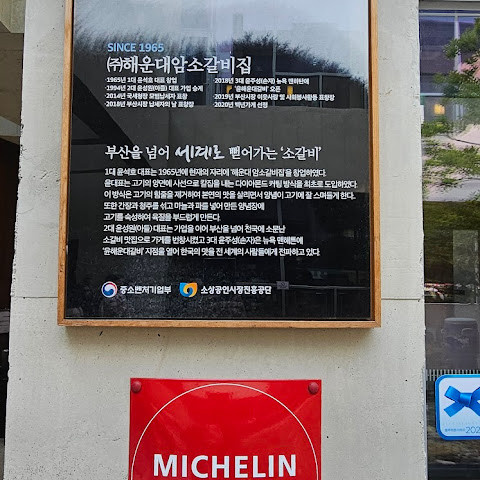 SINCE 1965
㈜해운대암소갈비집
·1965년 1대 윤석호 대표 창업
·1994년 2대 윤성원(아들) 대표 가업 승계
·2014년 국세청장 모범납세자 표창
·2018년 부산시장 납세자의 날 표창장
·2018년 3대 윤주성(손자) 뉴욕 맨해튼에
"윤해운대갈비" 오픈
·2019년 부산시장 이웃사랑 및 사회봉사활동 표창장
·2020년 백년가게 선정
부산을 넘어 세계로 뻗어가는 '소갈비'
1대 윤석호 대표는 1965년에 현재의 자리에 '해운대 암소갈비집'을 창업하였다.
윤대표는 고기의 양면에 사선으로 칼집을 내는 다이아몬드 커팅 방식을 최초로 도입하였다.
이 방식은 고기의 힘줄을 제거하여 본연의 맛을 살리면서 양념이 고기에 잘 스며들게 한다.
또한 간장과 청주를 섞고 마늘과 파를 넣어 만든 양념장에
고기를 숙성하여 육질을 부드럽게 만든다.
2대 윤성원(아들)대표는 가업을 이어 부산을 넘어 전국에 소문난
소갈비 맛집으로 가게를 번창시켰고 3대 윤주성(손자)은 뉴욕 맨해튼에
'윤해운대갈비' 지점을 열어 한국의 맛을 전 세계의 사람들에게 전파하고 있다.
중소벤처기업부
소상공인시장진흥공단
MICHELIN